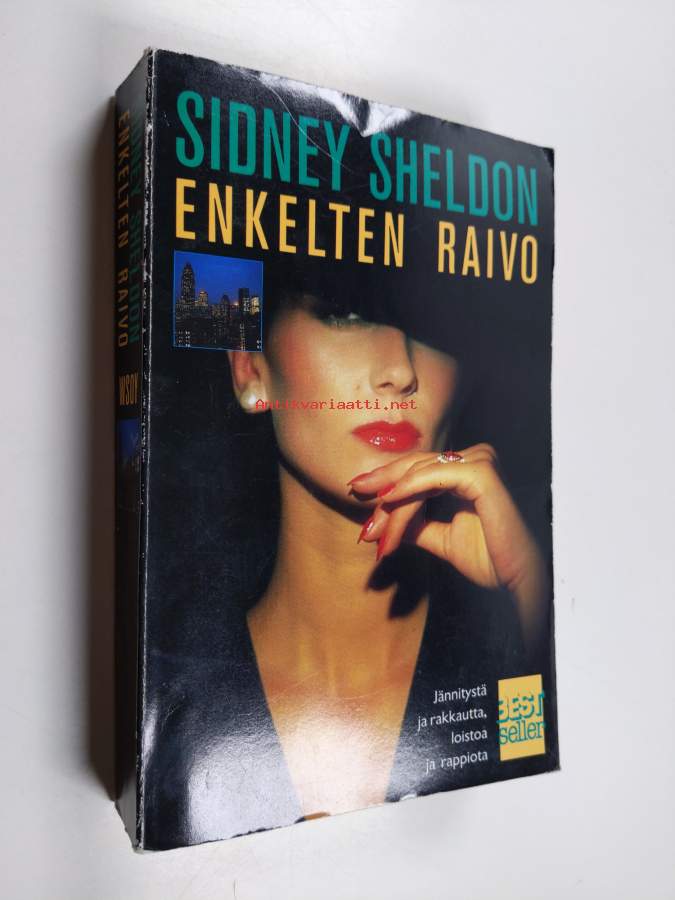 SIDNEY SHELDON
ENKELTEN RAIVO
SIDNEY SHELDON
ENKELTEN RAIVO
WSOY
Antikvariaatti.net
Jännitystä
ja rakkautta,
loistoa
ja rappiota
BEST
seller